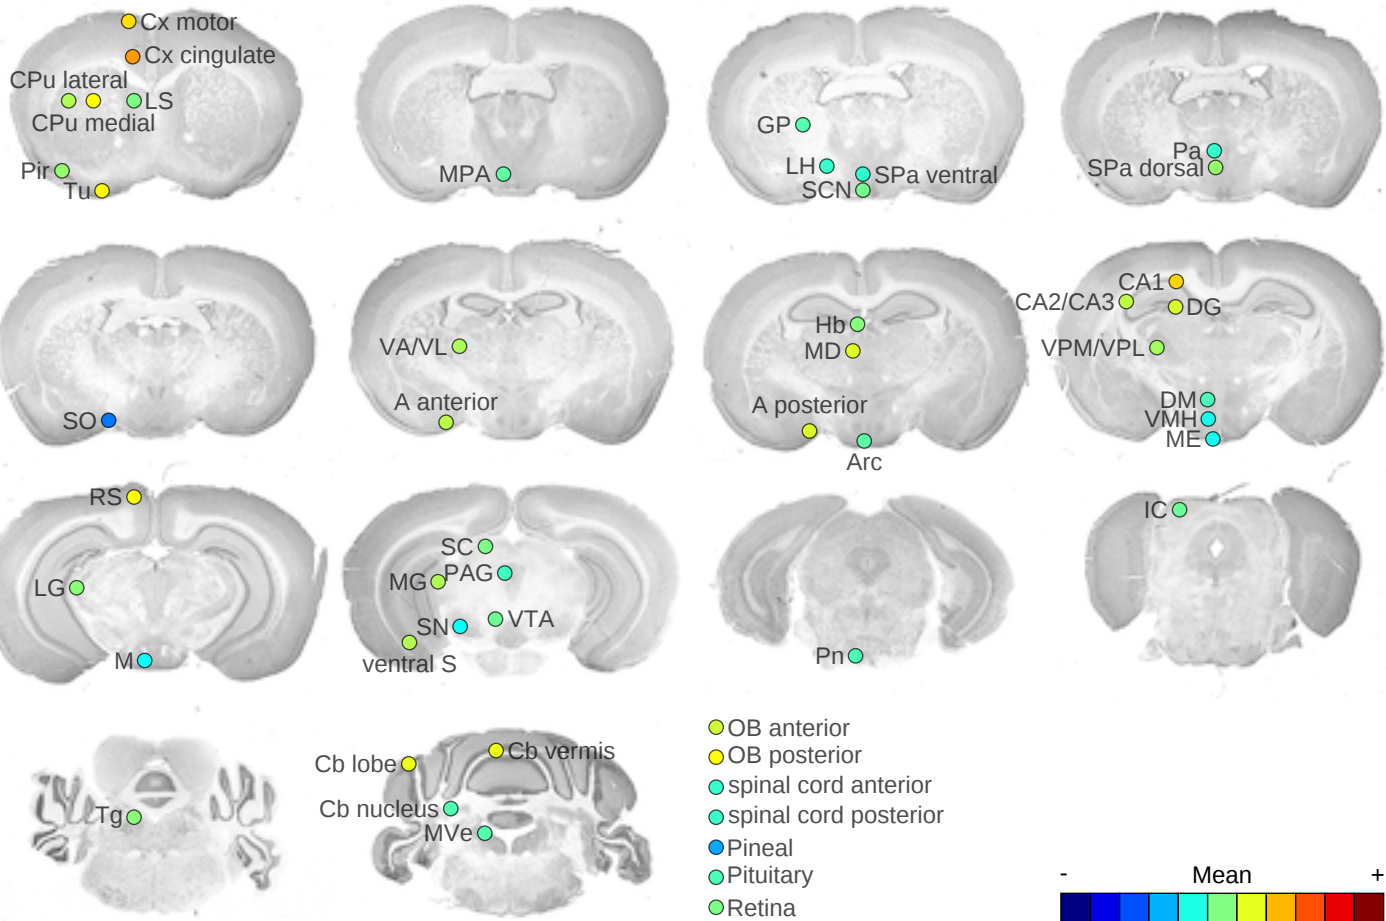 Cx motor
Cx cingulate
CPu lateral
LS
CPu medial
Pir
Tu
MPA
GP
LH
SPa ventral
SCN
Pa
SPa dorsal
SO
VA/VL
A anterior
Hb
MD
A posterior
Arc
CA1
CA2/CA3
DG
VPM/VPL
DM
VMH
ME
RS
LG
M
SC
PAG
MG
SN
VTA
ventral S
Pn
IC
Tg
Cb lobe
Cb vermis
Cb nucleus
MVe
OB anterior
OB posterior
spinal cord anterior
spinal cord posterior
Pineal
Pituitary
Retina
- Mean +